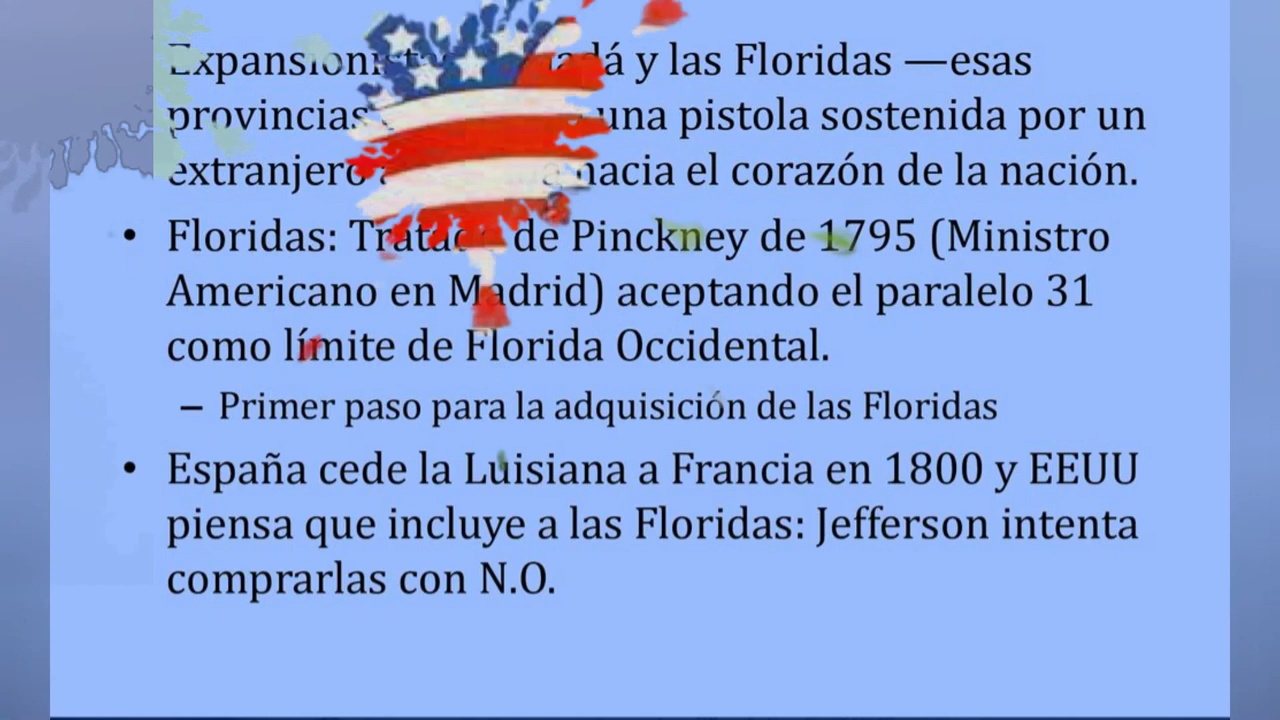 y las Floridas —esas
provincias una pistola sostenida por un
extranjero hacia el corazón de la nación.
• Floridas: Tratado de Pinckney de 1795 (Ministro
Americano en Madrid) aceptando el paralelo 31
como límite de Florida Occidental.
– Primer paso para la adquisición de las Floridas
• España cede la Luisiana a Francia en 1800 y EEUU
piensa que incluye a las Floridas: Jefferson intenta
comprarlas con N.O.